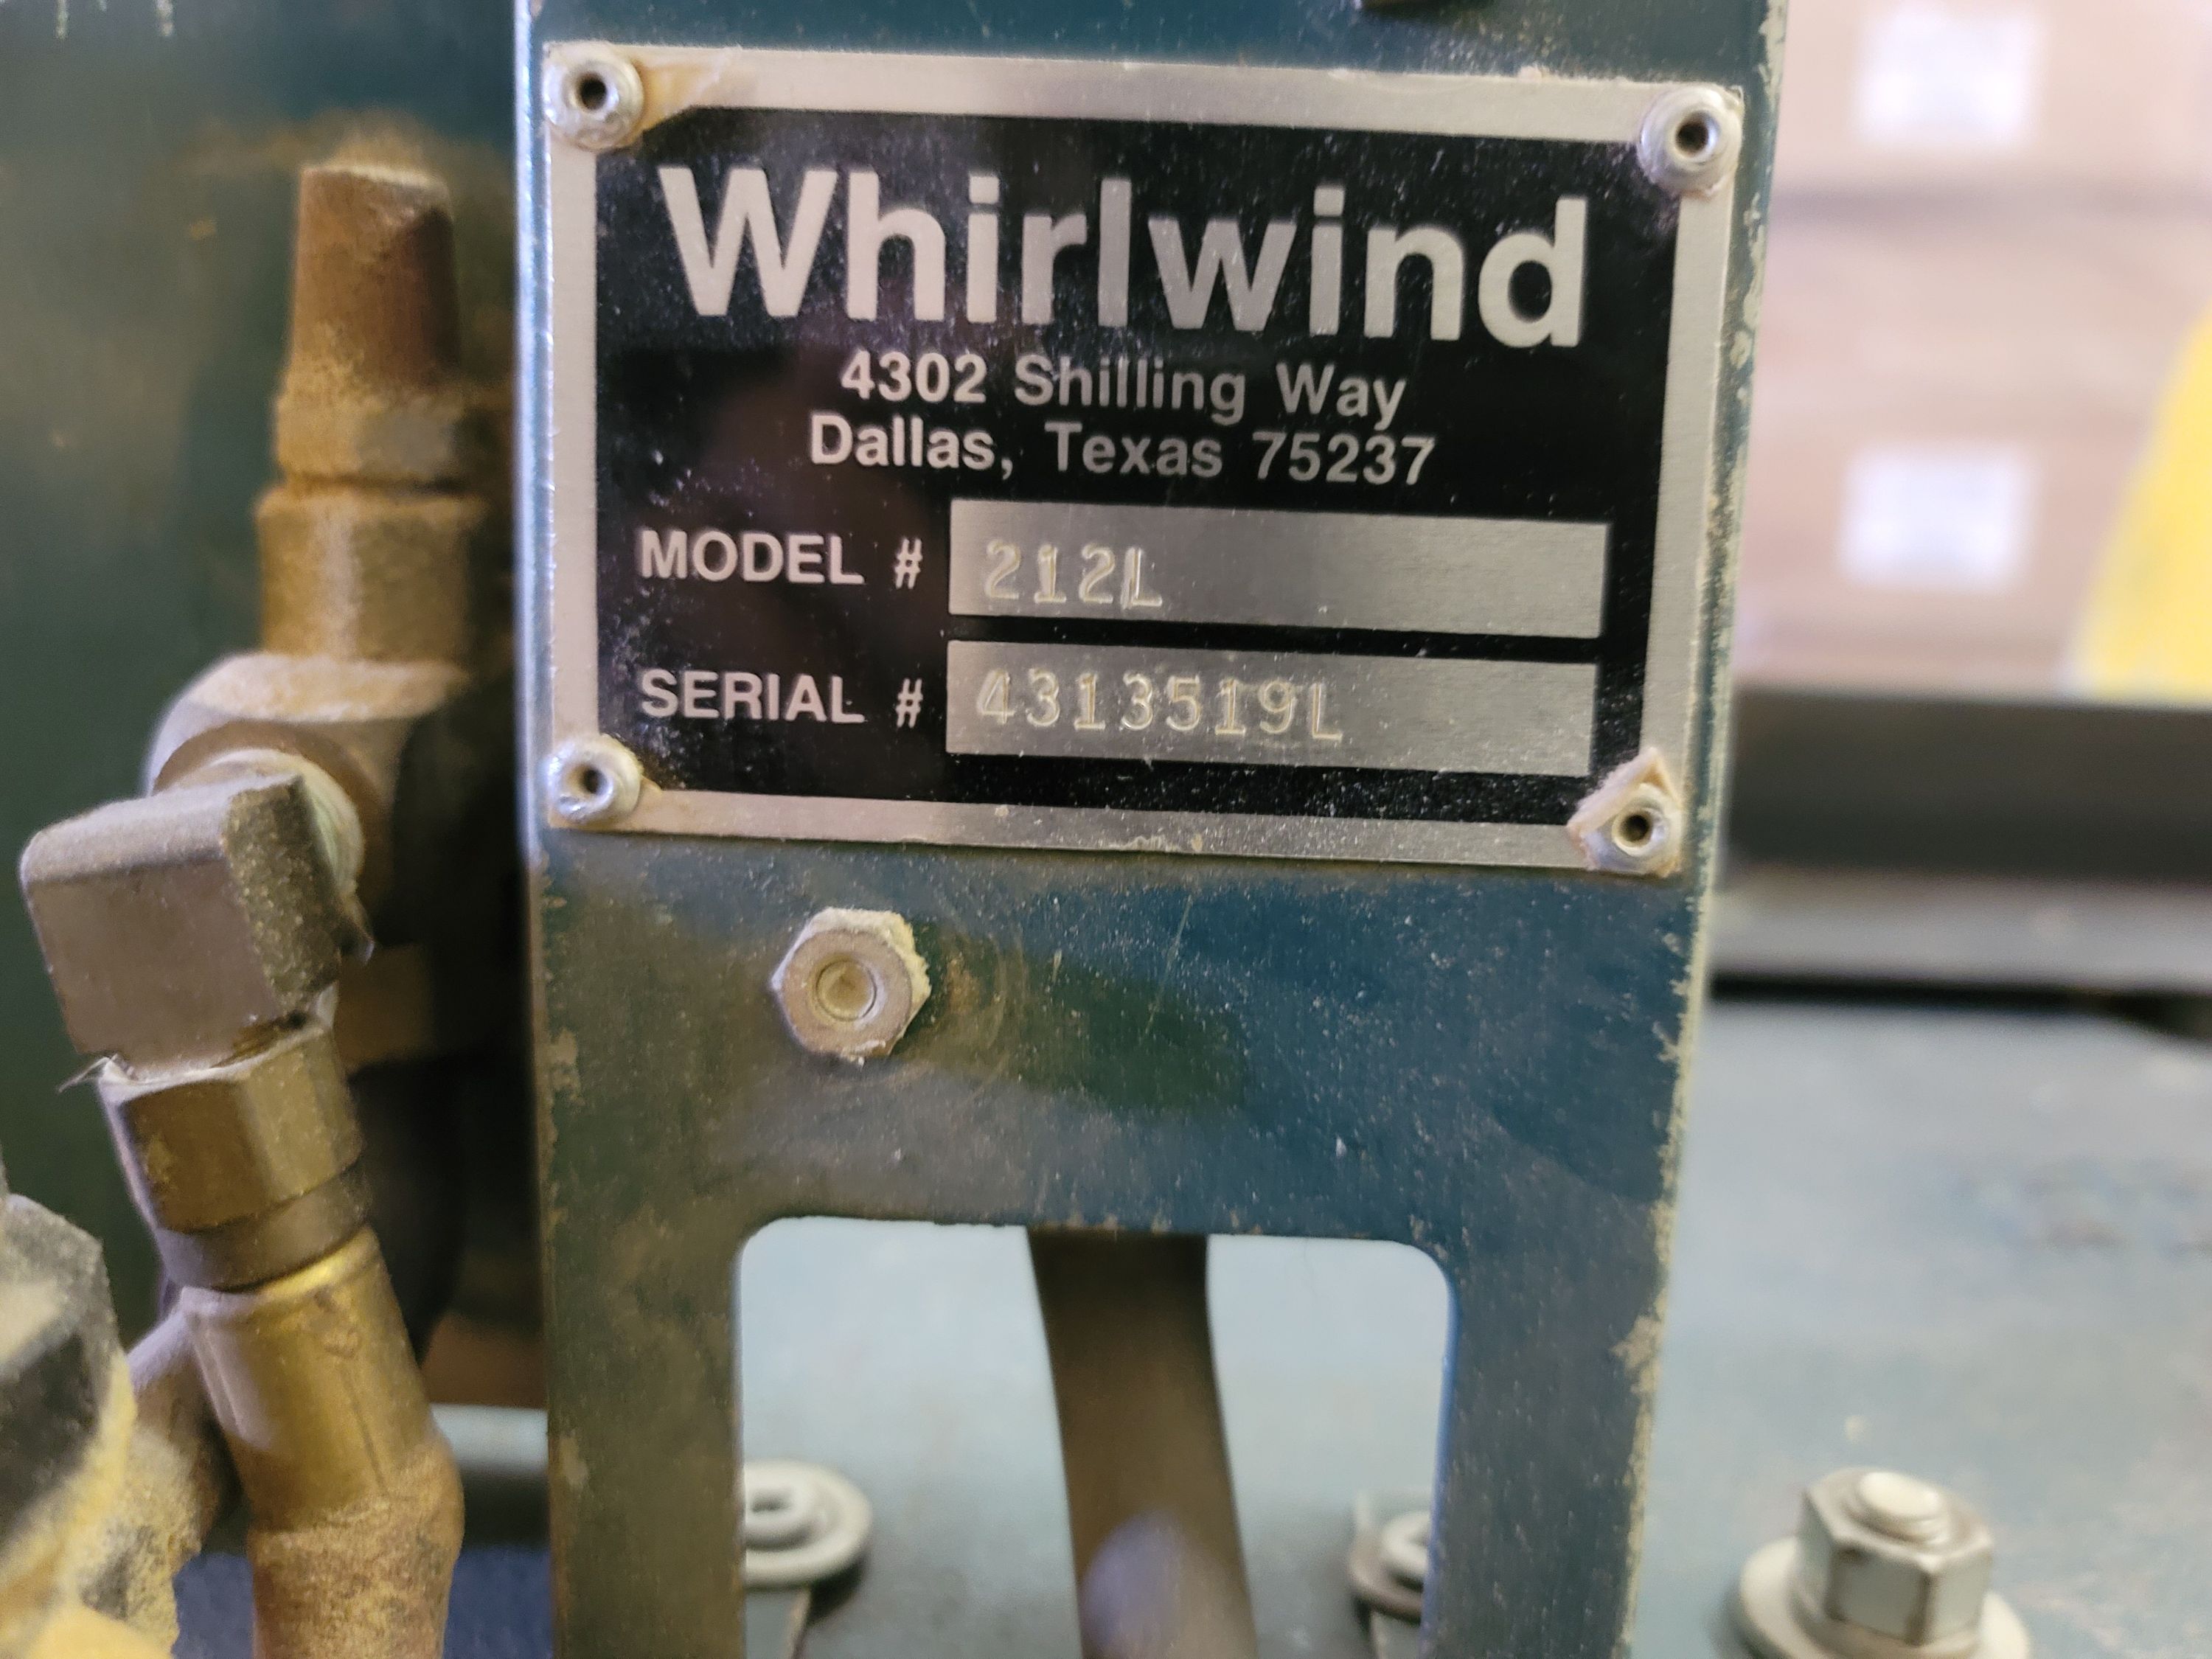 Whirlwind
4302 Shilling Way
Dallas, Texas 75237
MODEL # 212L
SERIAL # 4313519L